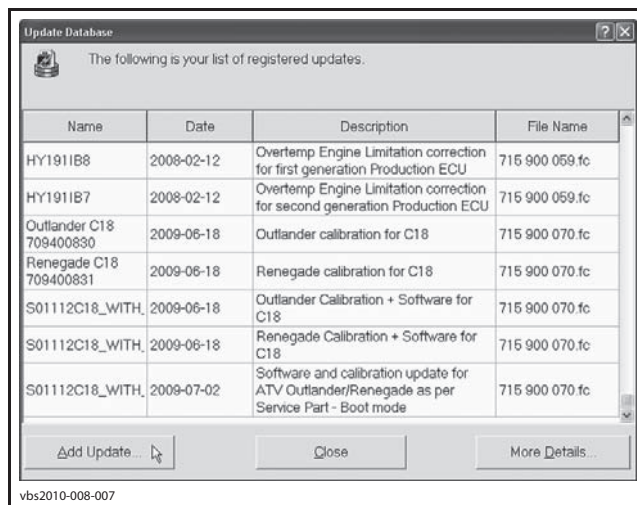 Update Database
The following is your list of registered updates.
Name Date Description File Name
HY191IB8 2008-02-12 Overtemp Engine Limitation correction for first generation Production ECU 715 900 059.fc
HY191IB7 2008-02-12 Overtemp Engine Limitation correction for second generation Production ECU 715 900 059.fc
Outlander C18 709400830 2009-06-18 Outlander calibration for C18 715 900 070.fc
Renegade C18 709400831 2009-06-18 Renegade calibration for C18 715 900 070.fc
S01112C18_WITH_ 2009-06-18 Outlander Calibration + Software for C18 715 900 070.fc
S01112C18_WITH_ 2009-06-18 Renegade Calibration + Software for C18 715 900 070.fc
S01112C18_WITH_ 2009-07-02 Software and calibration update for ATV Outlander/Renegade as per Service Part - Boot mode 715 900 070.fc
Add Update... Close More Details...
vbs2010-008-007